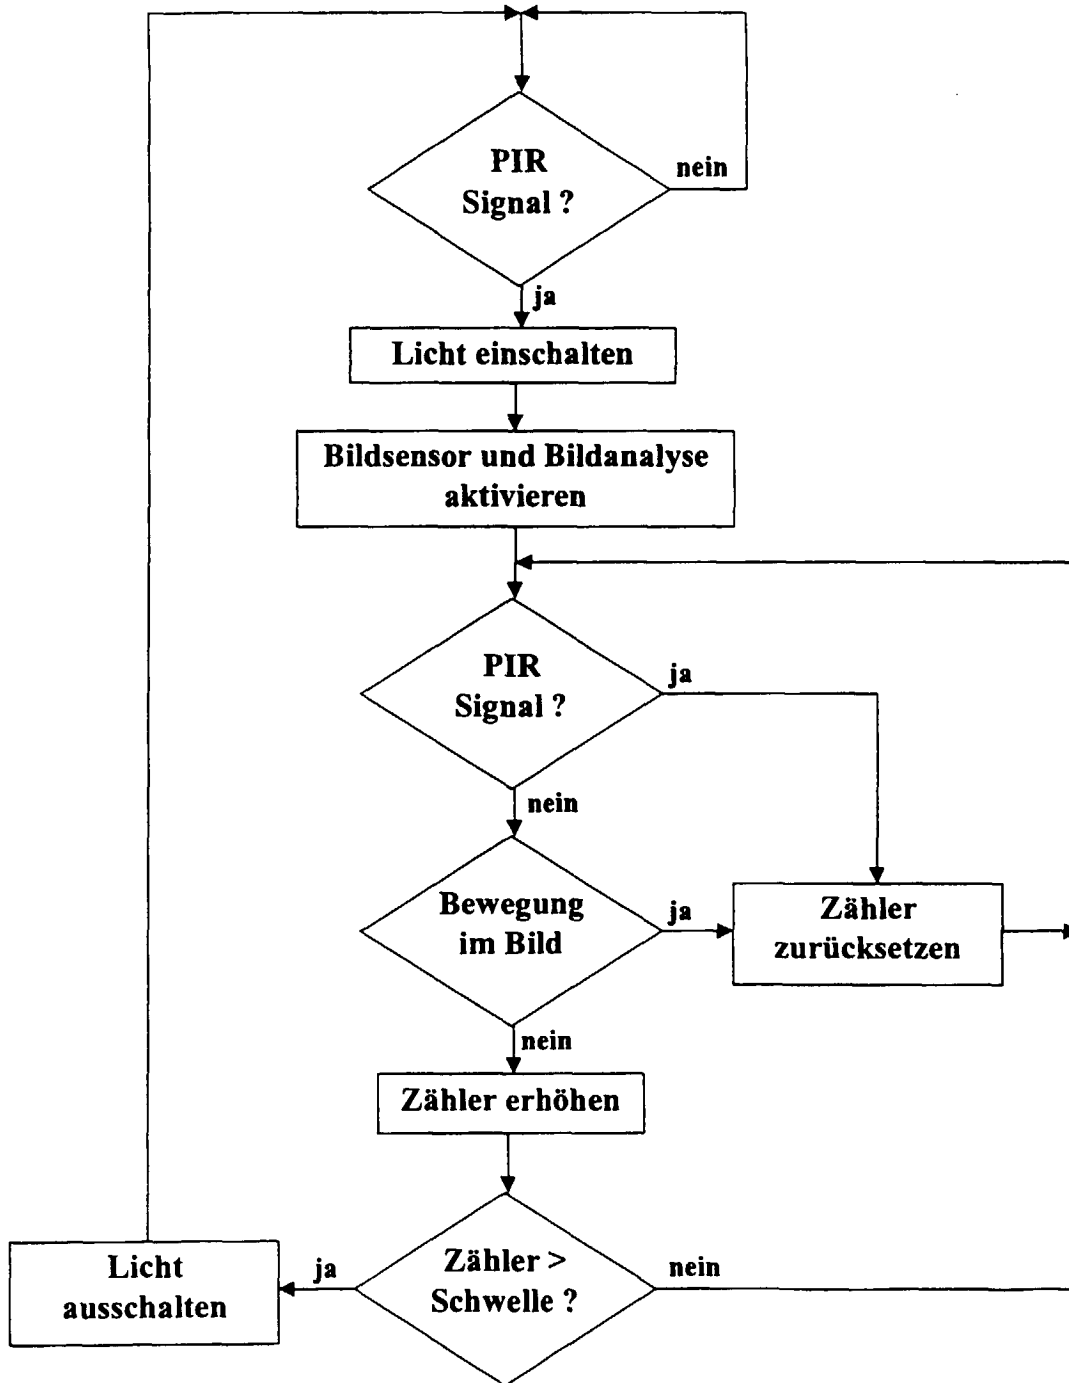 PIR
Signal ?
nein
ja
Licht einschalten
Bildsensor und Bildanalyse
aktivieren
PIR
Signal ?
ja
nein
Bewegung
im Bild
ja
Zähler
zurücksetzen
nein
Zähler erhöhen
Zähler >
Schwelle ?
ja
nein
Licht
ausschalten